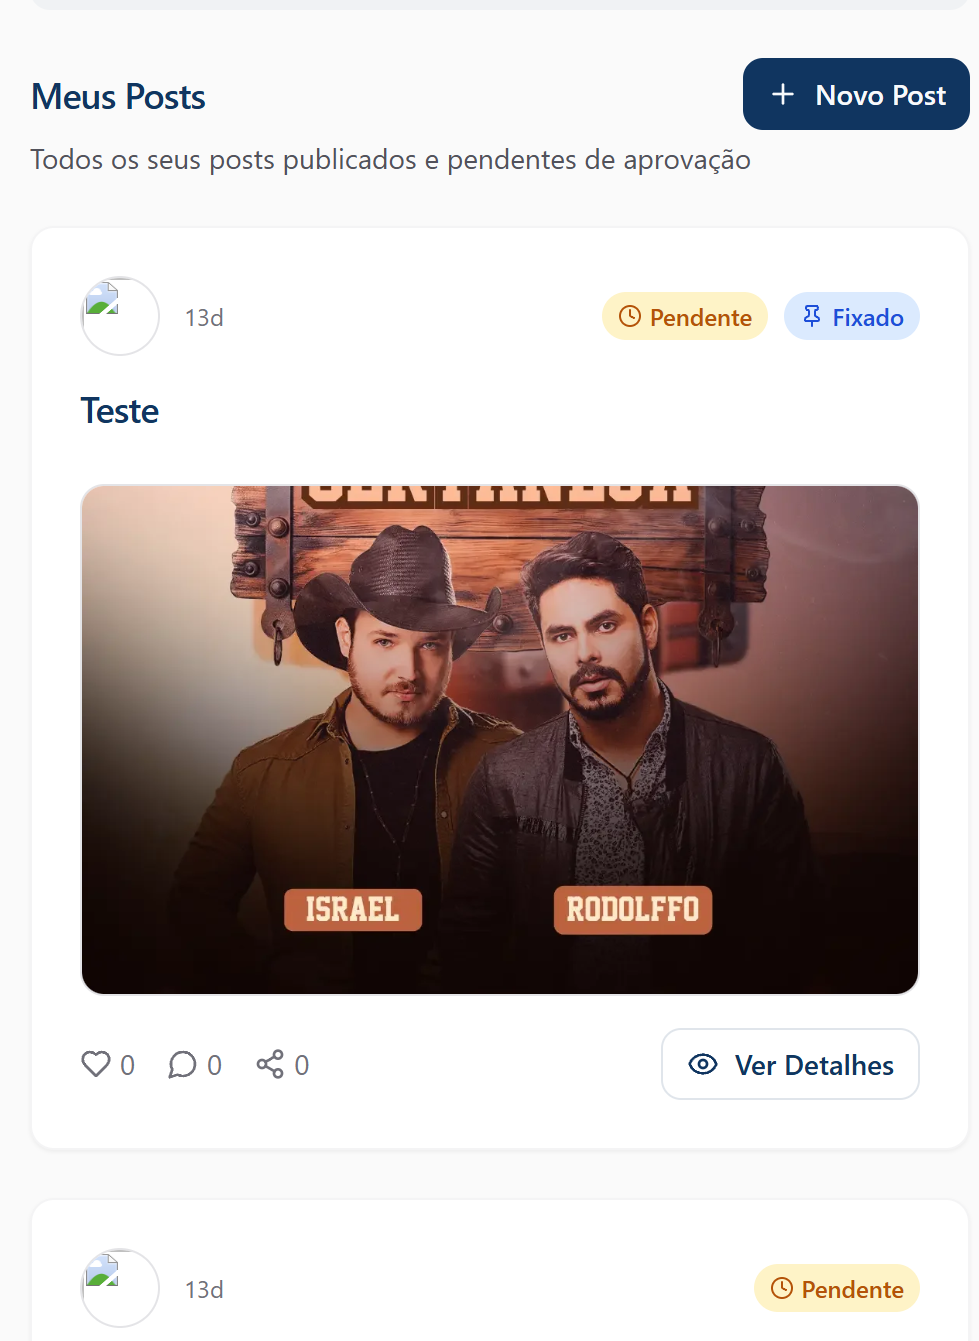 Meus Posts
Novo Post
Todos os seus posts publicados e pendentes de aprovação
13d
Pendente
Fixado
Teste
ISRAEL
RODOLFFO
0
0
0
Ver Detalhes
13d
Pendente